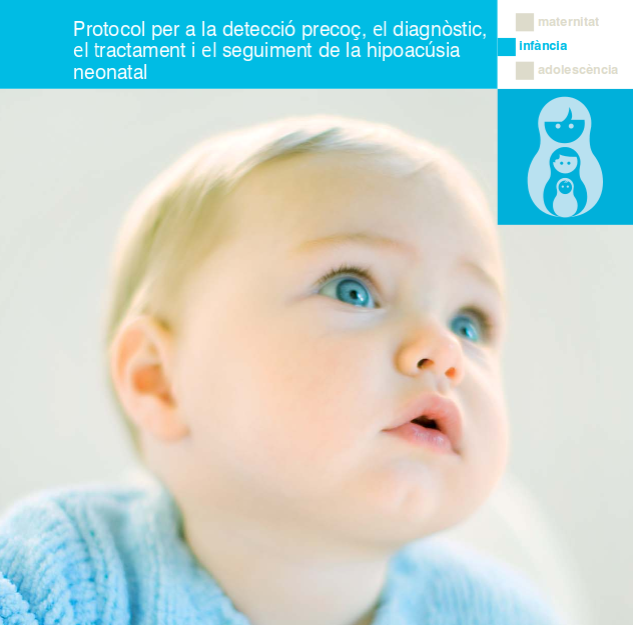 Protocol per a la detecció precoç, el diagnòstic,
el tractament i el seguiment de la hipoacúsia
neonatal
maternitat
infància
adolescència